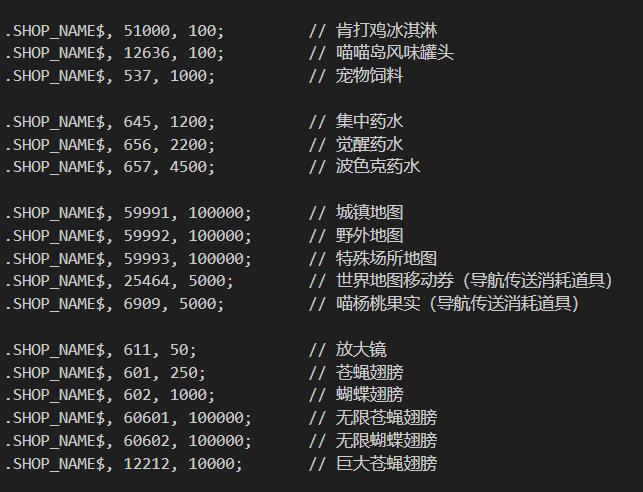 .SHOP_NAME$, 51000, 100; // 肯打鸡冰淇淋
.SHOP_NAME$, 12636, 100; // 喵喵岛风味罐头
.SHOP_NAME$, 537, 1000; // 宠物饲料
.SHOP_NAME$, 645, 1200; // 集中药水
.SHOP_NAME$, 656, 2200; // 觉醒药水
.SHOP_NAME$, 657, 4500; // 波色克药水
.SHOP_NAME$, 59991, 100000; // 城镇地图
.SHOP_NAME$, 59992, 100000; // 野外地图
.SHOP_NAME$, 59993, 100000; // 特殊场所地图
.SHOP_NAME$, 25464, 5000; // 世界地图移动券（导航传送消耗道具）
.SHOP_NAME$, 6909, 5000; // 喵杨桃果实（导航传送消耗道具）
.SHOP_NAME$, 611, 50; // 放大镜
.SHOP_NAME$, 601, 250; // 苍蝇翅膀
.SHOP_NAME$, 602, 1000; // 蝴蝶翅膀
.SHOP_NAME$, 60601, 100000; // 无限苍蝇翅膀
.SHOP_NAME$, 60602, 100000; // 无限蝴蝶翅膀
.SHOP_NAME$, 12212, 10000; // 巨大苍蝇翅膀